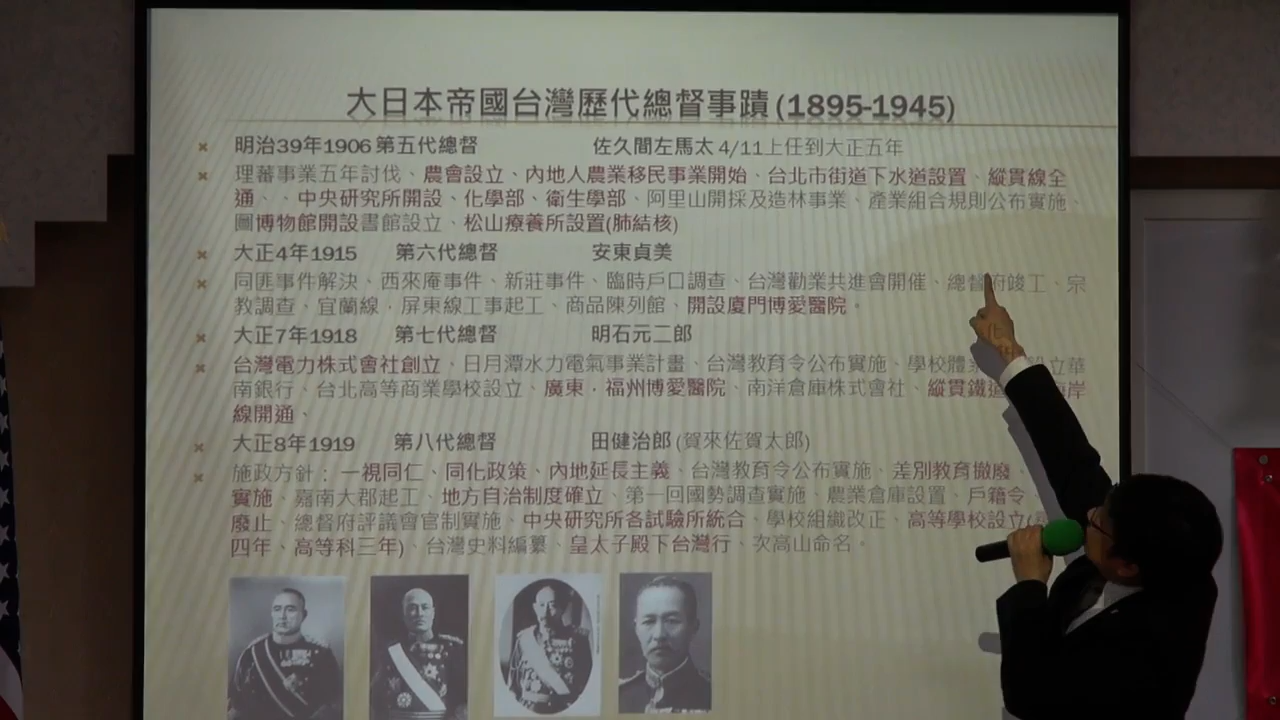 大日本帝國台灣歷代總督事蹟(1895-1945)
明治39年1906 第五代總督 佐久間左馬太 4/11上任到大正五年
理蕃事業五年討伐、農會設立、內地人農業移民事業開始、台北市街道下水道設置、縱貫線全
通、、中央研究所開設、化學部、衛生學部、阿里山開採及造林事業、產業組合規則公布實施、
圖博物館開設書館設立、松山療養所設置(肺結核)
大正4年1915 第六代總督 安東貞美
同匪事件解決、西來庵事件、新莊事件、臨時戶口調查、台灣勸業共進會開催、總督府竣工、宗
教調查、宜蘭線．屏東線工事起工、商品陳列館、開設廈門博愛醫院。
大正7年1918 第七代總督 明石元二郎
台灣電力株式會社創立、日月潭水力電氣事業計畫、台灣教育令公布實施、學校體 設立華
南銀行、台北高等商業學校設立、廣東．福州博愛醫院、南洋倉庫株式會社、縱貫鐵 海岸
線開通、
大正8年1919 第八代總督 田健治郎 (賀來佐賀太郎)
施政方針：一視同仁、同化政策、內地延長主義、台灣教育令公布實施、差別教育撤廢、
實施、嘉南大郡起工、地方自治制度確立、第一回國勢調查實施、農業倉庫設置、戶籍令
廢止、總督府評議會官制實施、中央研究所各試驗所統合、學校組織改正、高等學校設立(
四年、高等科三年)、台灣史料編纂、皇太子殿下台灣行、次高山命名。